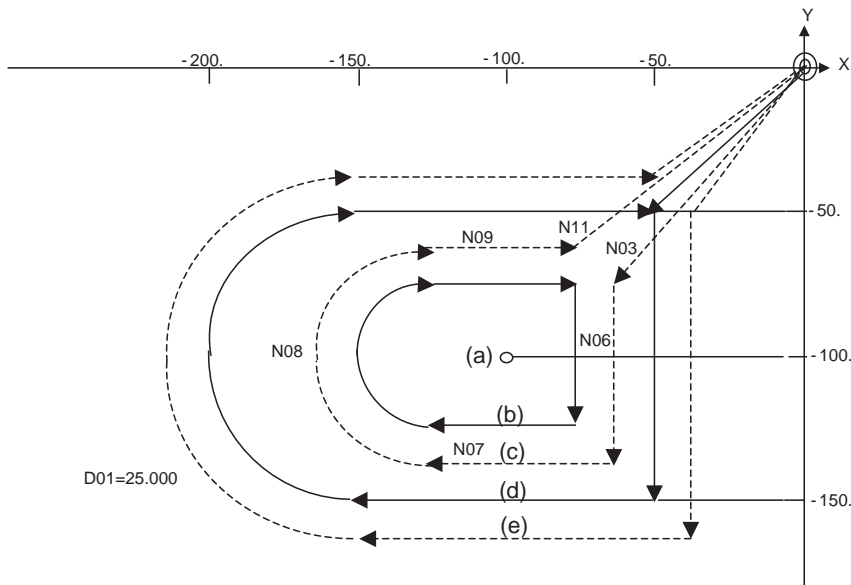 Y
-200. -150. -100. -50. X
-50.
N11
N09 N03
N08 (a) N06 -100.
(b)
N07 (c)
D01=25.000
(d) -150.
(e)